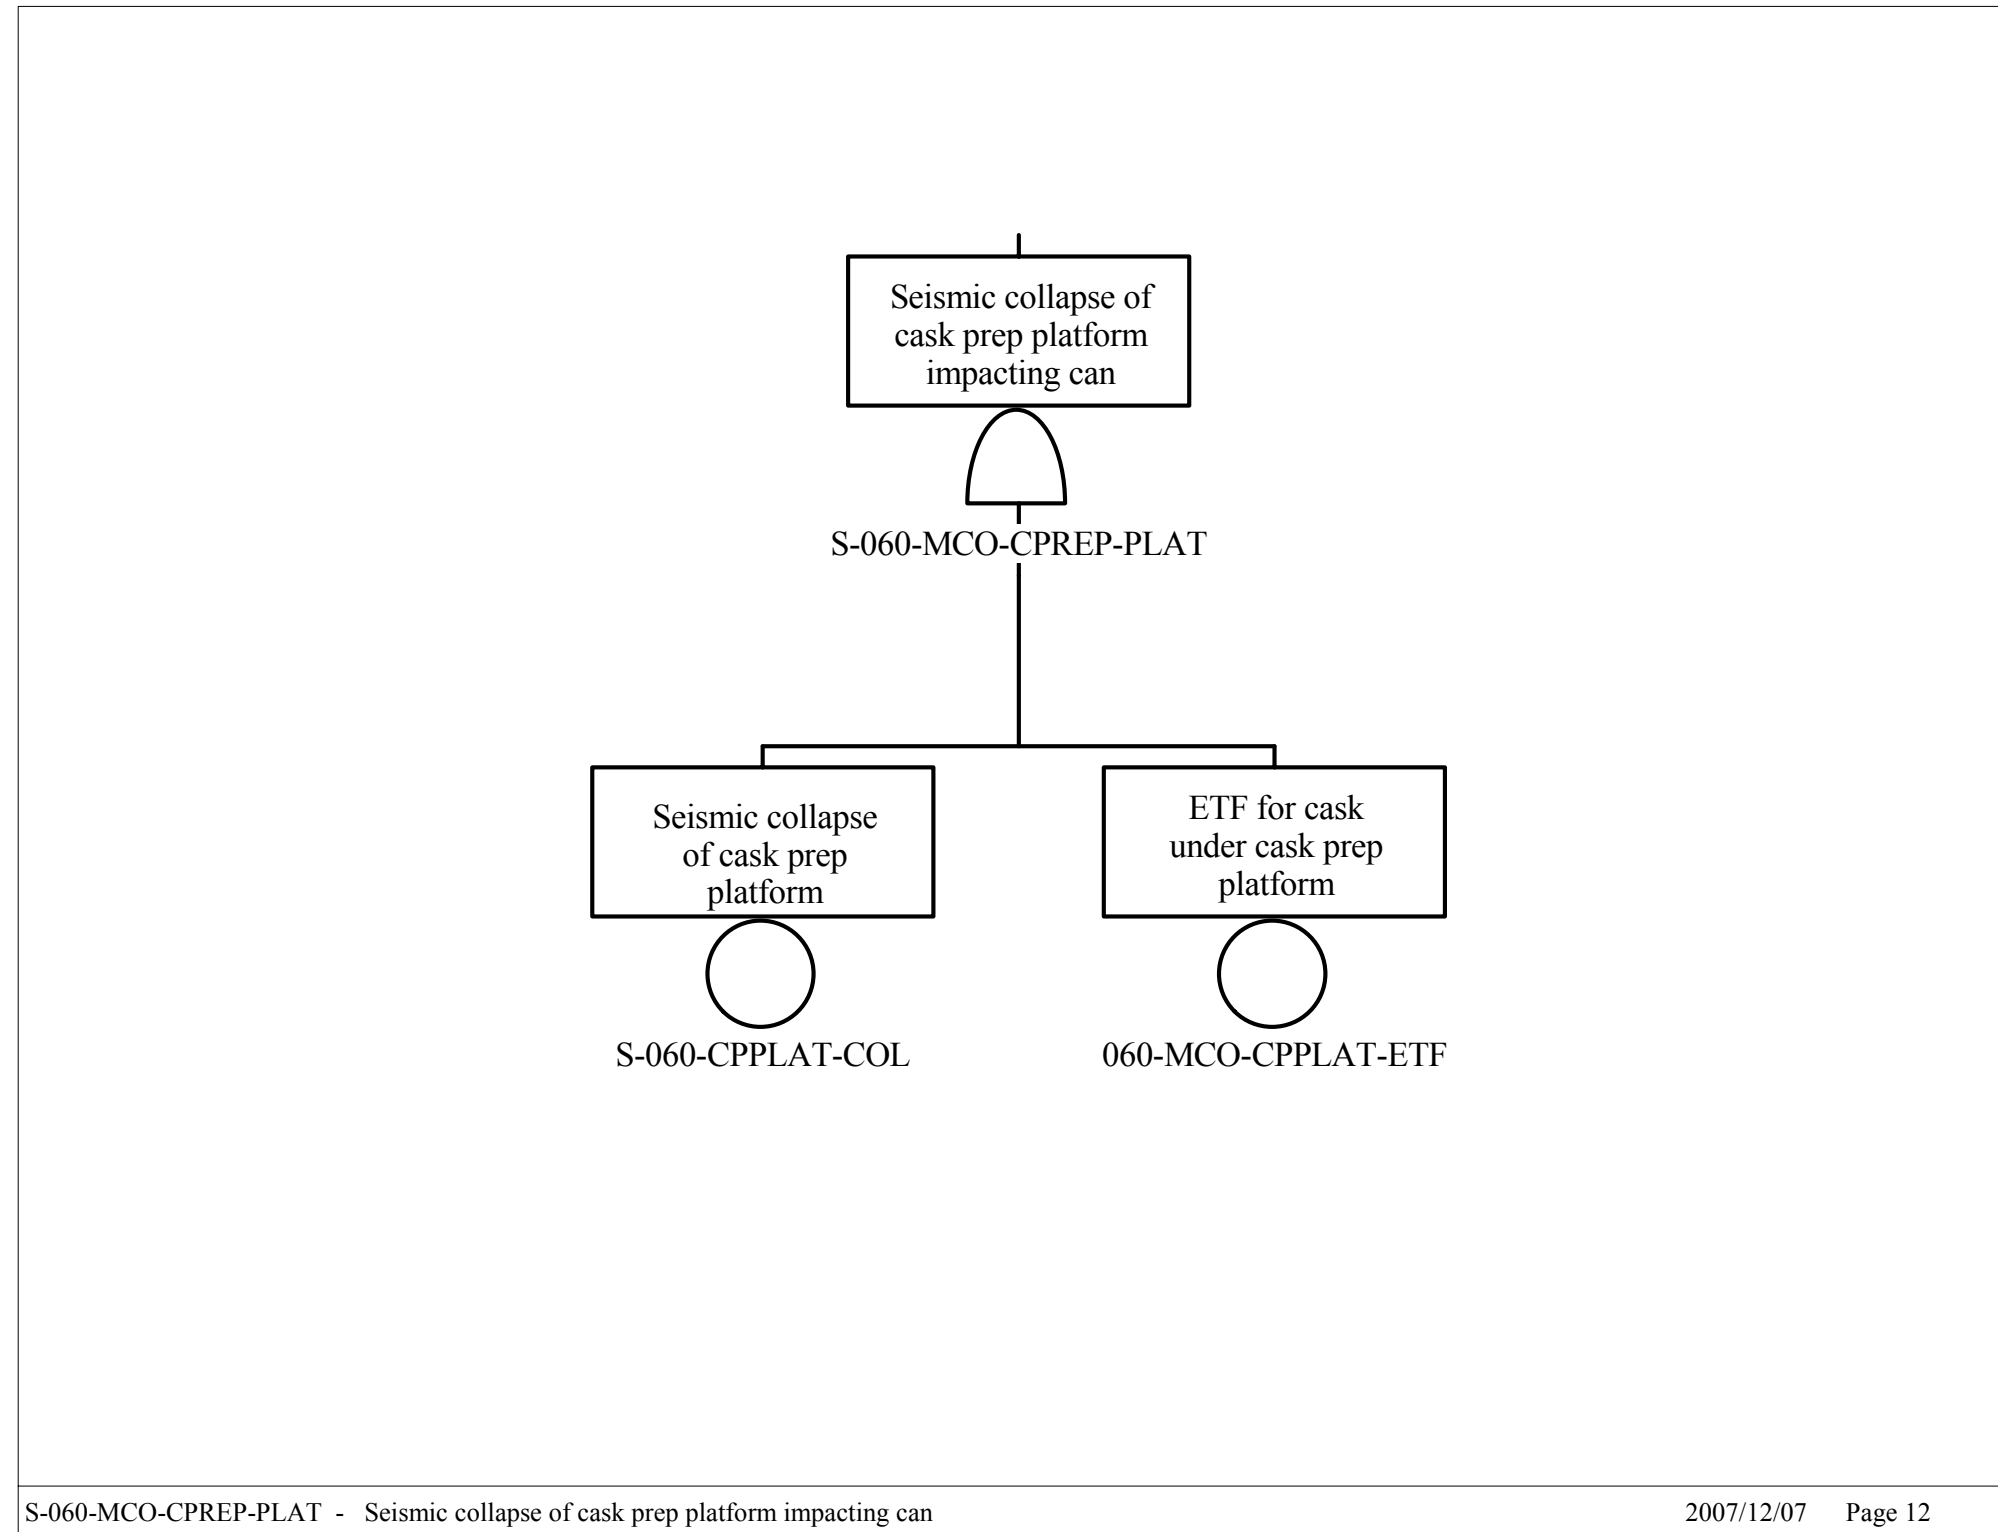 Seismic collapse of
cask prep platform
impacting can
S-060-MCO-CPREP-PLAT
Seismic collapse
of cask prep
platform
S-060-CPPLAT-COL
ETF for cask
under cask prep
platform
060-MCO-CPPLAT-ETF
S-060-MCO-CPREP-PLAT - Seismic collapse of cask prep platform impacting can
2007/12/07 Page 12